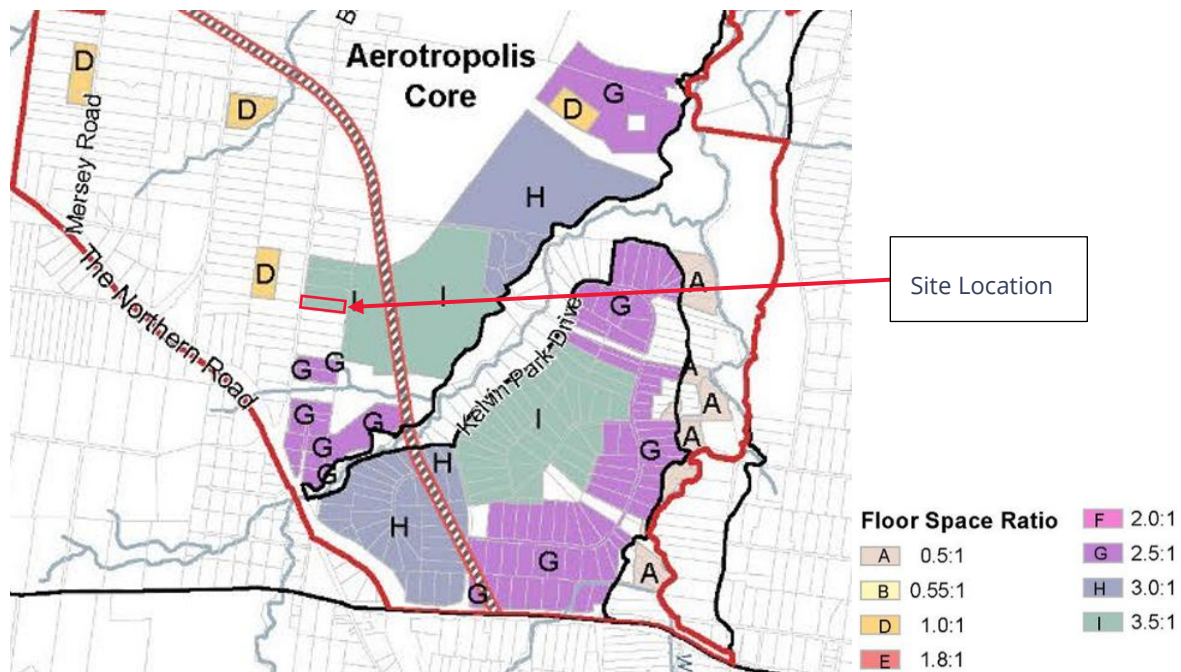 Aerotropolis
Core
D
D
G
D
Mersey Road
H
D
I
I
A
Site Location
G
The Northern Road
Kelvin Park Drive
G
G
A
G
G
A
I
G
G
A
G
H
H
G
A
G
Floor Space Ratio
A 0.5:1
B 0.55:1
D 1.0:1
E 1.8:1
F 2.0:1
G 2.5:1
H 3.0:1
I 3.5:1